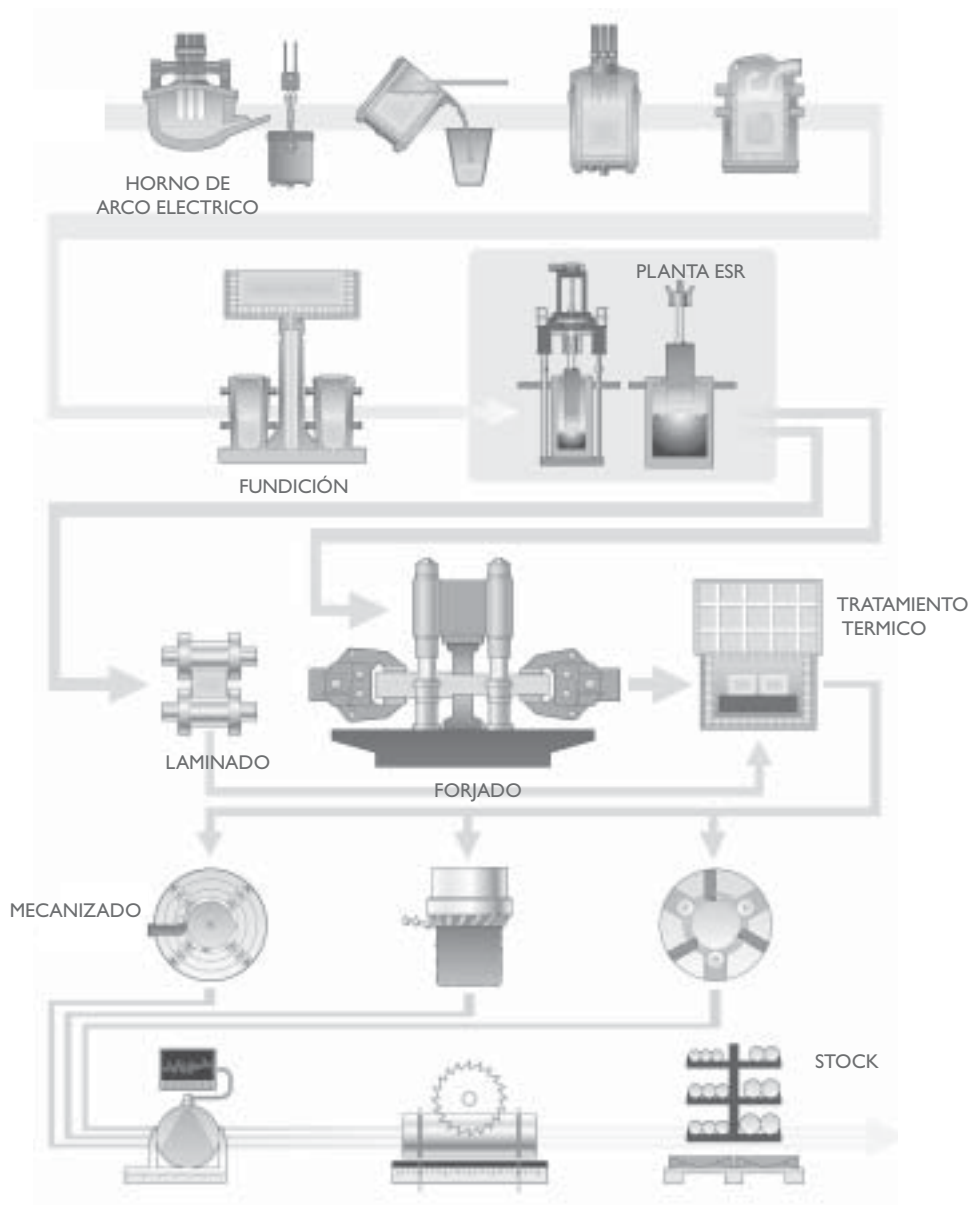 HORNO DE
ARCO ELECTRICO
PLANTA ESR
FUNDICIÓN
TRATAMIENTO
TERMICO
LAMINADO
FORJADO
MECANIZADO
STOCK